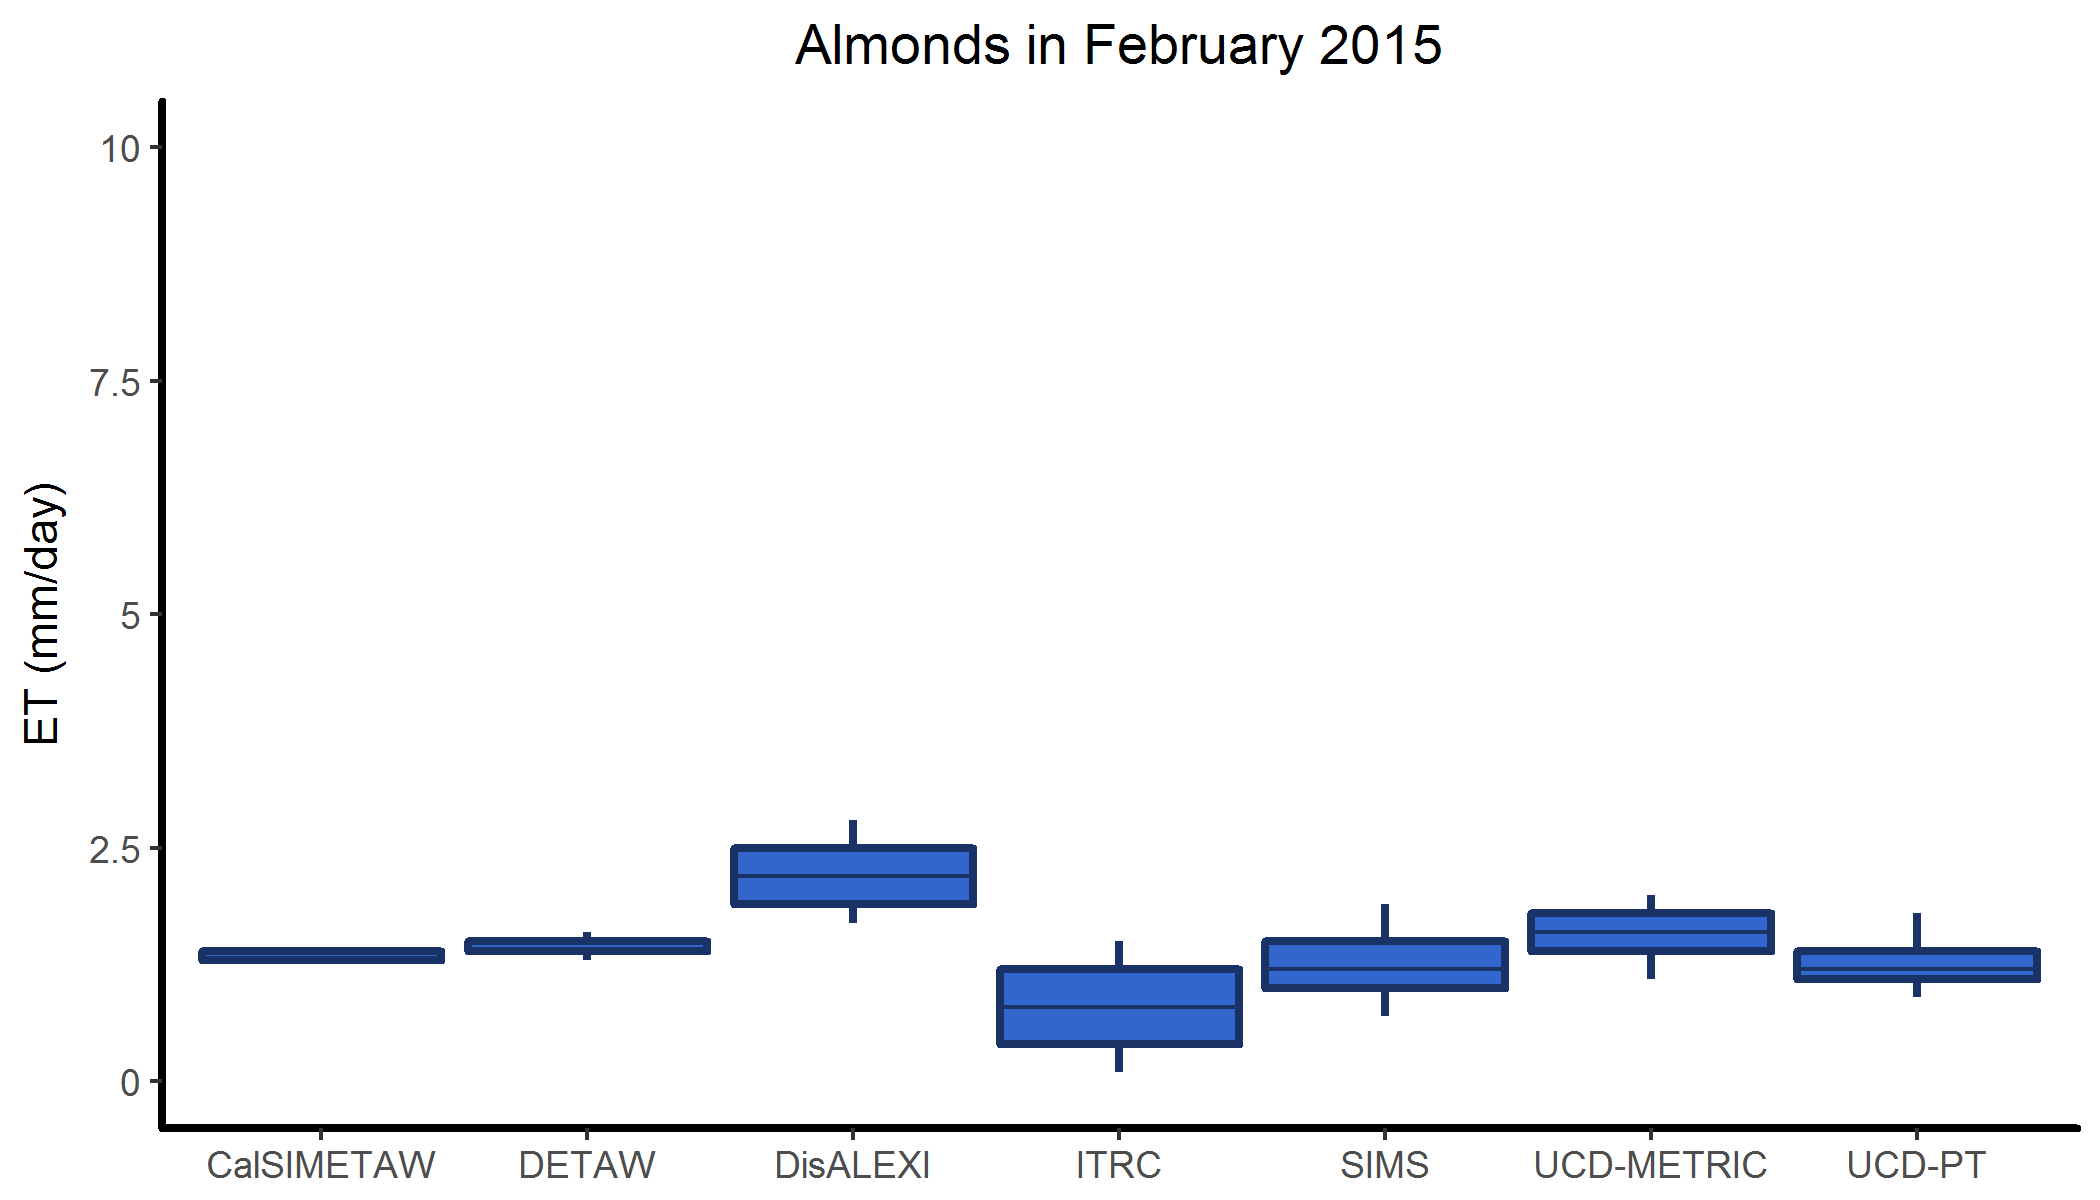 Almonds in February 2015
ET (mm/day)
10
7.5
5
2.5
0
CalSIMETAW DETAW DisALEXI ITRC SIMS UCD-METRIC UCD-PT